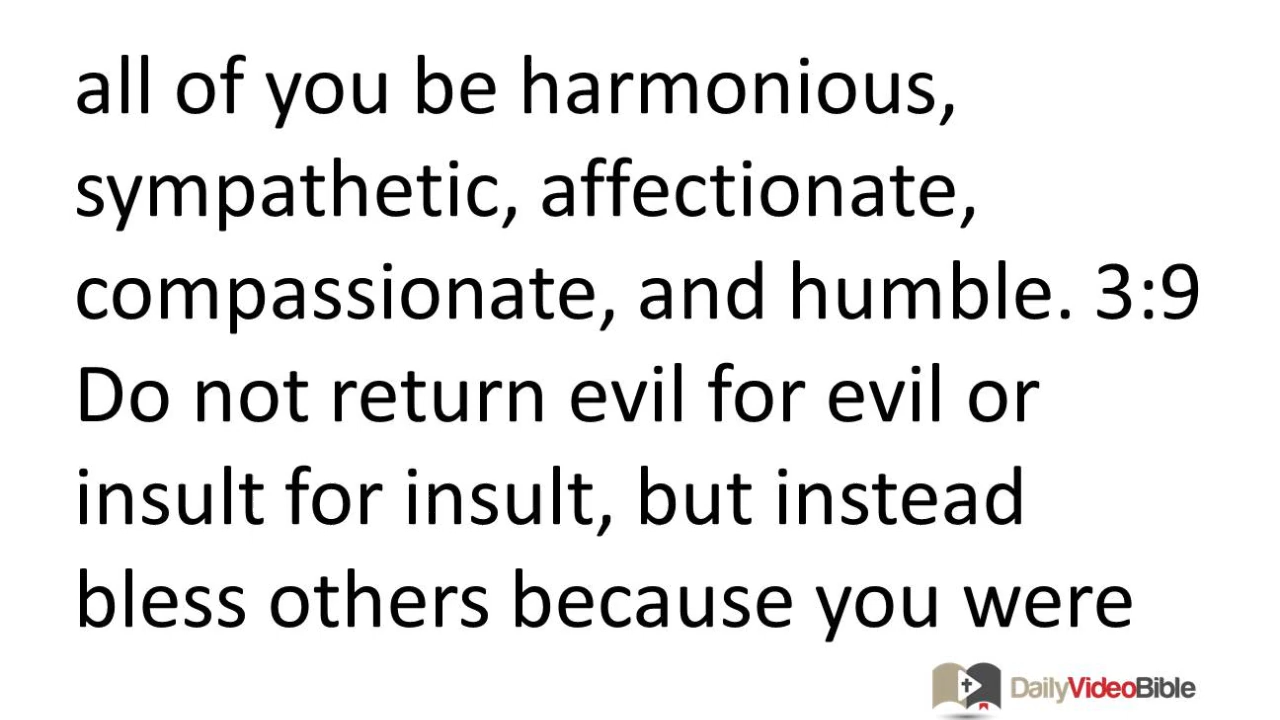 all of you be harmonious,
sympathetic, affectionate,
compassionate, and humble. 3:9
Do not return evil for evil or
insult for insult, but instead
bless others because you were
DailyVideoBible